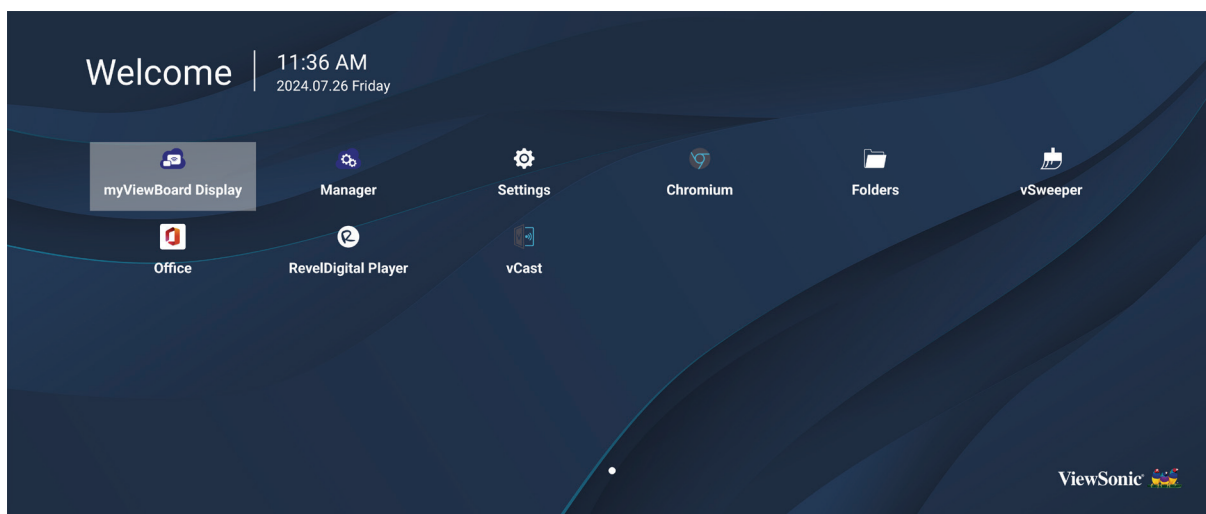 Welcome
11:36 AM
2024.07.26 Friday
myViewBoard Display
Manager
Settings
Chromium
Folders
vSweeper
Office
RevelDigital Player
vCast
ViewSonic